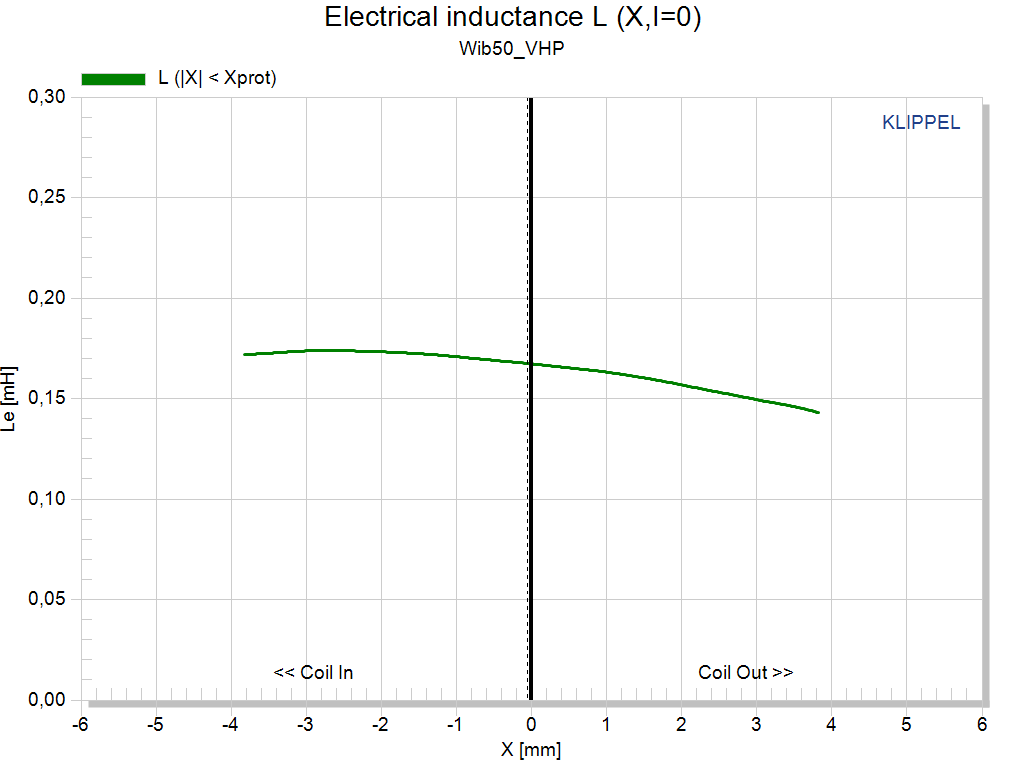 Electrical inductance L (X,I=0)
Wib50_VHP
L (|X| < Xprot)
KLIPPEL
0,30
0,25
0,20
0,15
0,10
0,05
0,00
Le [mH]
<< Coil In
Coil Out >>
-6 -5 -4 -3 -2 -1 0 1 2 3 4 5 6
X [mm]